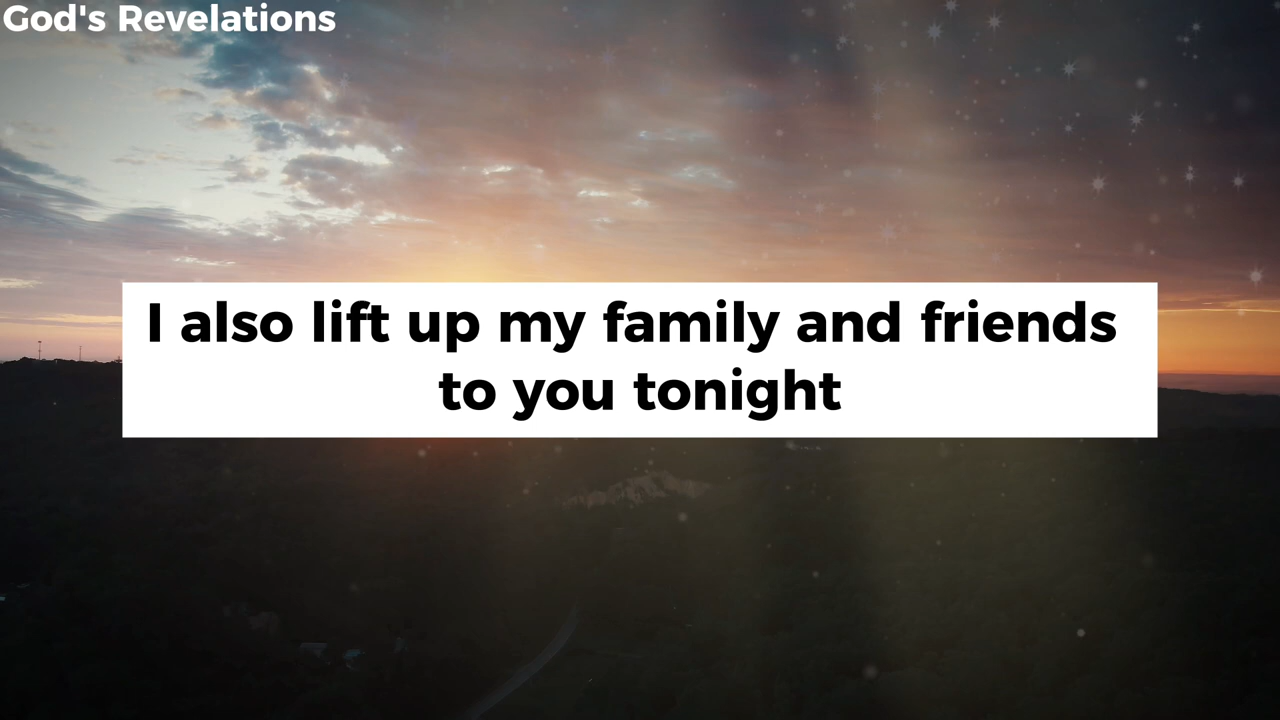 God's Revelations
I also lift up my family and friends
to you tonight